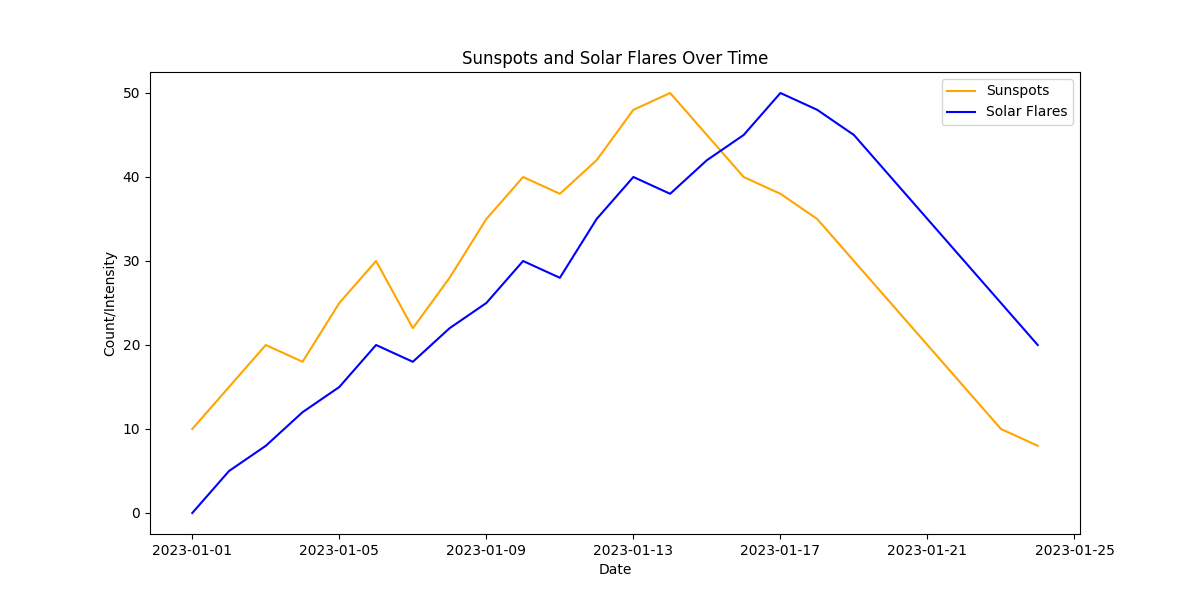 Sunspots and Solar Flares Over Time
Sunspots
Solar Flares
Count/Intensity
50
40
30
20
10
0
2023-01-01 2023-01-05 2023-01-09 2023-01-13 2023-01-17 2023-01-21 2023-01-25
Date